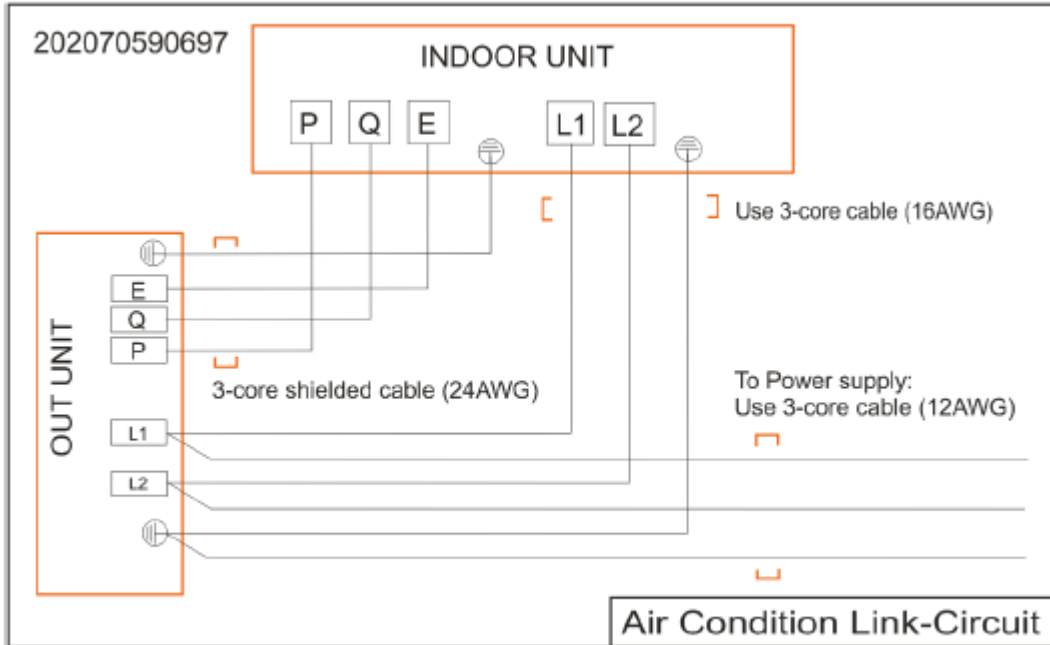 202070590697
INDOOR UNIT
P Q E L1 L2
Use 3-core cable (16AWG)
OUT UNIT
E
Q
P
3-core shielded cable (24AWG)
To Power supply:
Use 3-core cable (12AWG)
L1
L2
Air Condition Link-Circuit